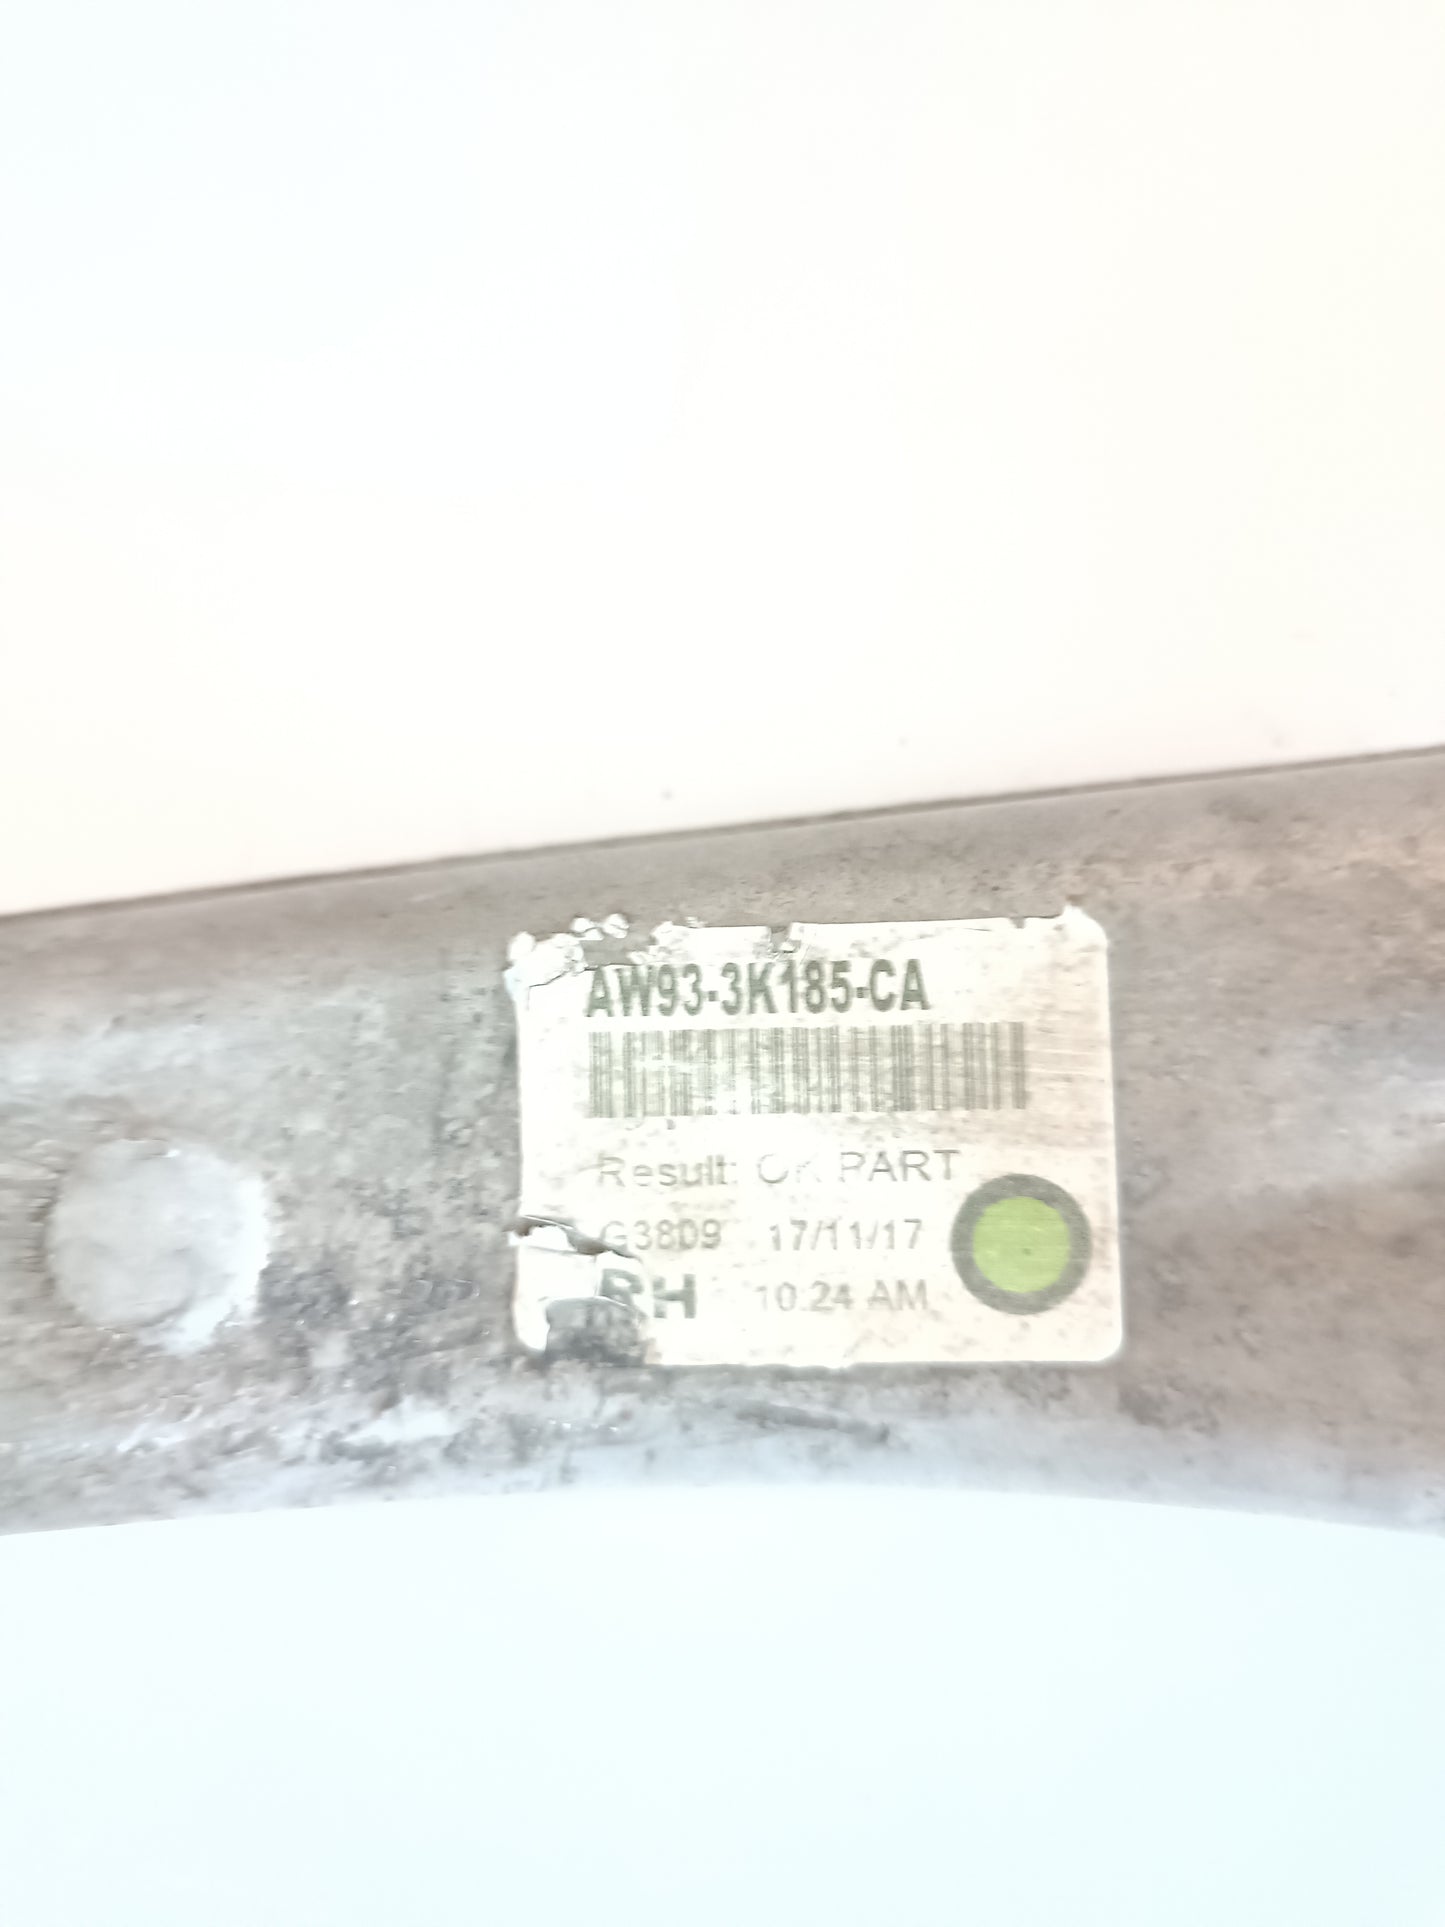 AW93-3K185-CA
Result: OK PART
G3809 17/11/17
RH 10:24 AM